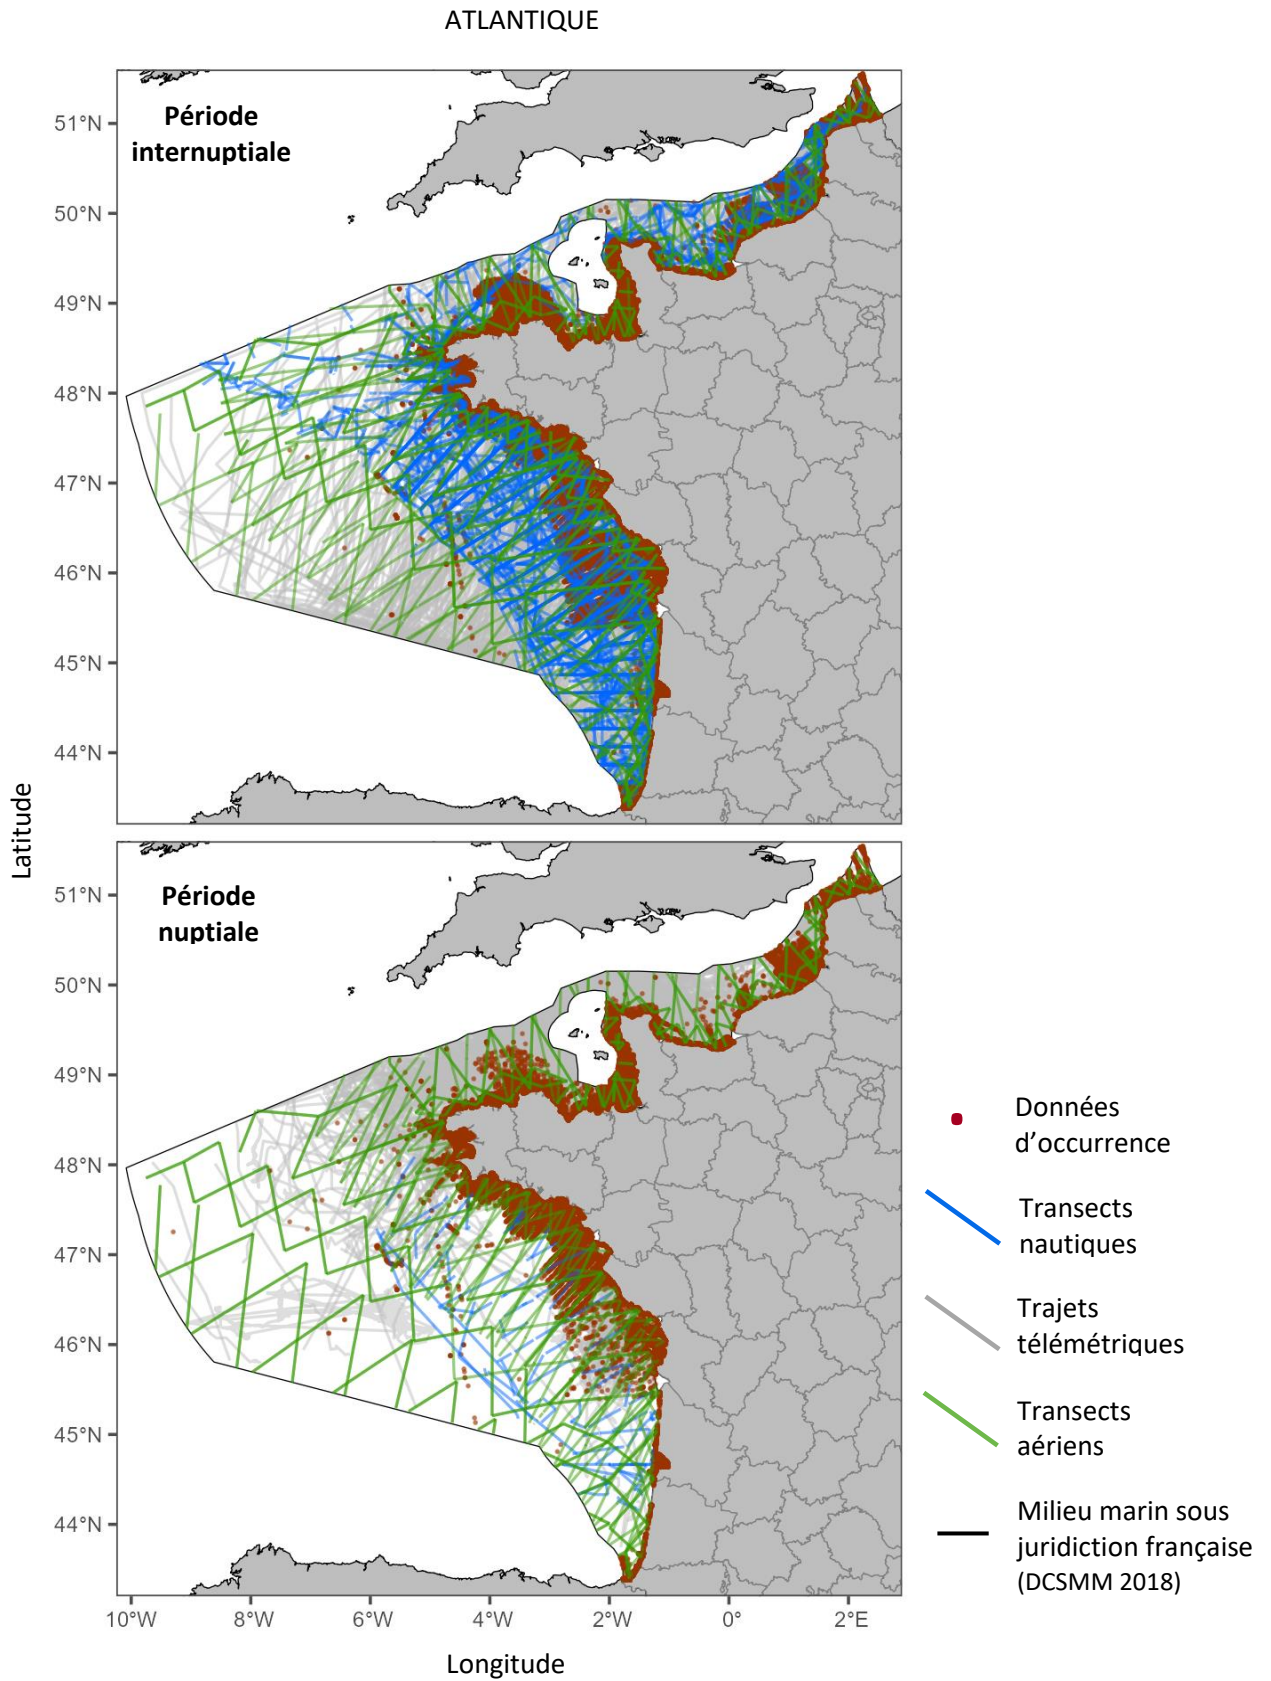 ATLANTIQUE
Période
internuptiale
51°N
50°N
49°N
48°N
47°N
46°N
45°N
44°N
Latitude
Période
nuptiale
51°N
50°N
49°N
48°N
47°N
46°N
45°N
44°N
10°W
8°W
6°W
4°W
2°W
0°
2°E
Longitude
Données
d'occurrence
Transects
nautiques
Trajets
télémétriques
Transects
aériens
Milieu marin sous
juridiction française
(DCSMM 2018)